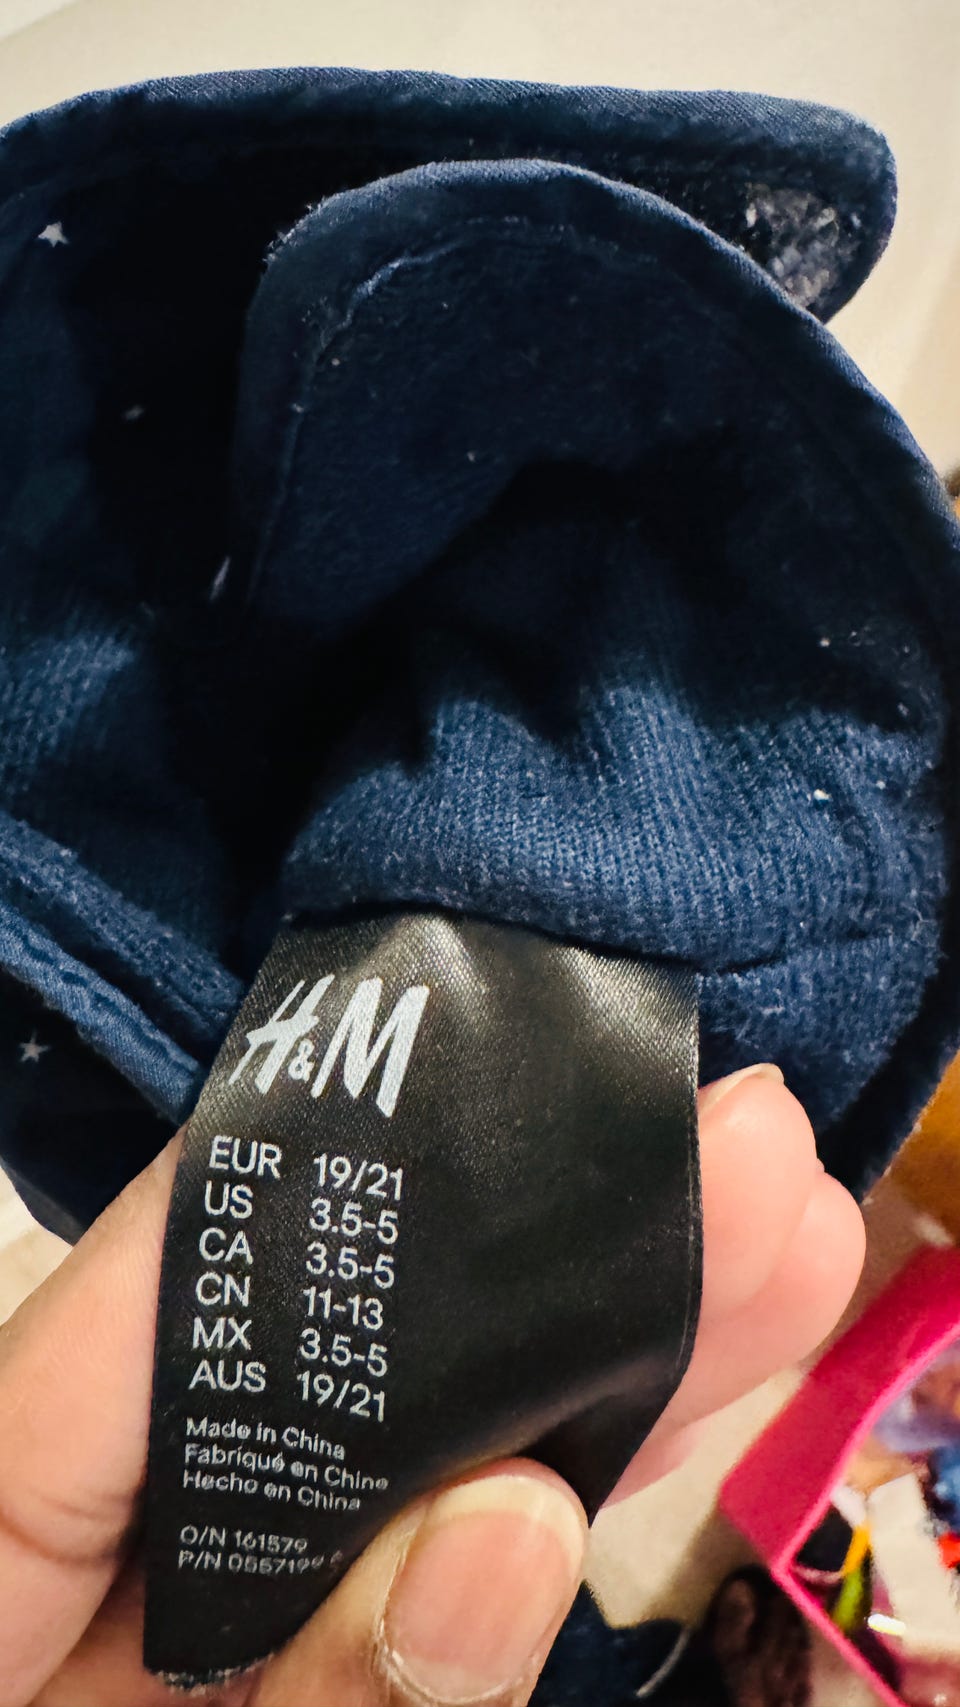 H&M
EUR 19/21
US 3.5-5
CA 3.5-5
CN 11-13
MX 3.5-5
AUS 19/21
Made in China
Fabriqué en Chine
Hecho en China
O/N 161579
P/N